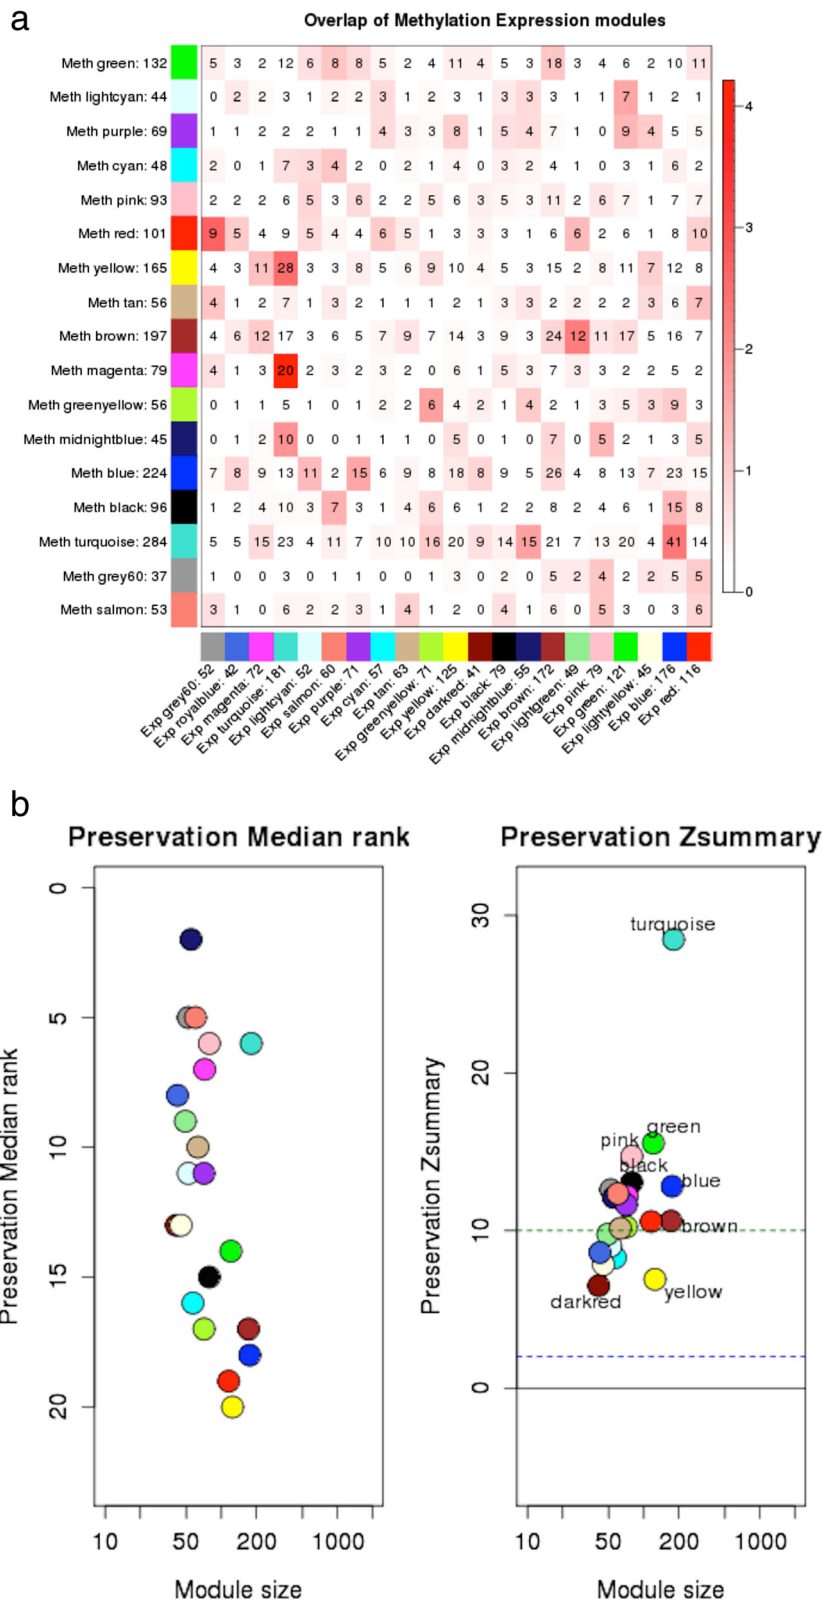 a
Overlap of Methylation Expression modules
Meth green: 132 5 3 2 12 6 8 8 5 2 4 11 4 5 3 18 3 4 6 2 10 11
Meth lightcyan: 44 0 2 2 3 1 2 2 3 1 2 3 1 3 3 3 1 1 7 1 2 1
Meth purple: 69 1 1 2 2 2 1 1 4 3 3 8 1 5 4 7 1 0 9 4 5 5
Meth cyan: 48 2 0 1 7 3 4 2 0 2 1 4 0 3 2 4 1 0 3 1 6 2
Meth pink: 93 2 2 2 6 5 3 6 2 2 5 6 3 5 3 11 2 6 7 1 7 7
Meth red: 101 9 5 4 9 5 4 4 6 5 1 3 3 3 1 6 6 2 6 1 8 10
Meth yellow: 165 4 3 11 28 3 3 8 5 6 9 10 4 5 3 15 2 8 11 7 12 8
Meth tan: 56 4 1 2 7 1 3 2 1 1 1 2 1 3 3 2 2 2 2 3 6 7
Meth brown: 197 4 6 12 17 3 6 5 7 9 7 14 3 9 3 24 12 11 17 5 16 7
Meth magenta: 79 4 1 3 20 2 3 2 3 2 0 6 1 5 3 7 3 3 2 2 5 2
Meth greenyellow: 56 0 1 1 5 1 0 1 2 2 6 4 2 1 4 2 1 3 5 3 9 3
Meth midnightblue: 45 0 1 2 10 0 0 1 1 1 0 5 0 1 0 7 0 5 2 1 3 5
Meth blue: 224 7 8 9 13 11 2 15 6 9 8 18 8 9 5 26 4 8 13 7 23 15
Meth black: 96 1 2 4 10 3 7 3 1 4 6 6 1 2 2 8 2 4 6 1 15 8
Meth turquoise: 284 5 5 15 23 4 11 7 10 10 16 20 9 14 15 21 7 13 20 4 41 14
Meth grey60: 37 1 0 0 3 0 1 1 0 0 1 3 0 2 0 5 2 4 2 2 5 5
Meth salmon: 53 3 1 0 6 2 2 3 1 4 1 2 0 4 1 6 0 5 3 0 3 6
4
3
2
1
0
Exp grey60: 52
Exp royalblue: 42
Exp magenta: 72
Exp turquoise: 181
Exp lightcyan: 52
Exp salmon: 60
Exp purple: 71
Exp cyan: 57
Exp tan: 63
Exp greenyellow: 71
Exp yellow: 125
Exp darkred: 41
Exp black: 79
Exp midnightblue: 55
Exp brown: 172
Exp lightgreen: 49
Exp pink: 79
Exp green: 121
Exp lightyellow: 45
Exp blue: 176
Exp red: 116
b
Preservation Median rank
Preservation Median rank
0
5
10
15
20
10 50 200 1000
Module size
Preservation Zsummary
Preservation Zsummary
30
20
10
0
turquoise
green
pink
black
blue
brown
yellow
darkred
10 50 200 1000
Module size